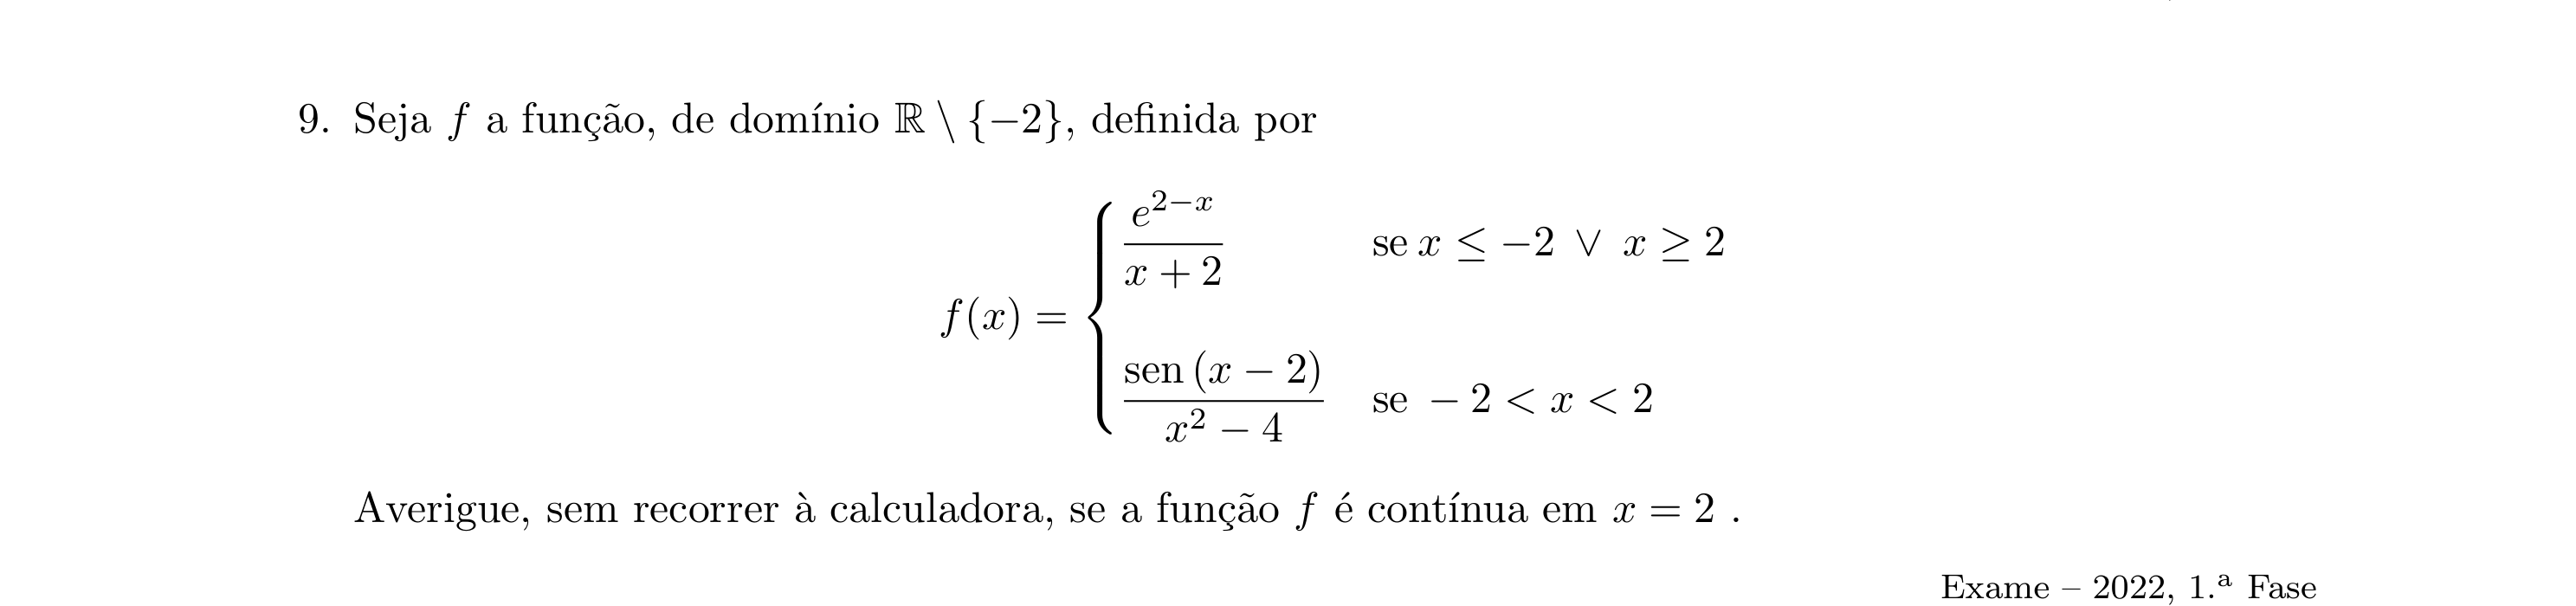 9. Seja f a função, de domínio ℝ \ {−2}, definida por
f(x) = { e^{2−x} / (x + 2) se x ≤ −2 ∨ x ≥ 2
sen (x − 2) / (x² − 4) se − 2 < x < 2
Averigue, sem recorrer à calculadora, se a função f é contínua em x = 2 .
Exame – 2022, 1.ª Fase